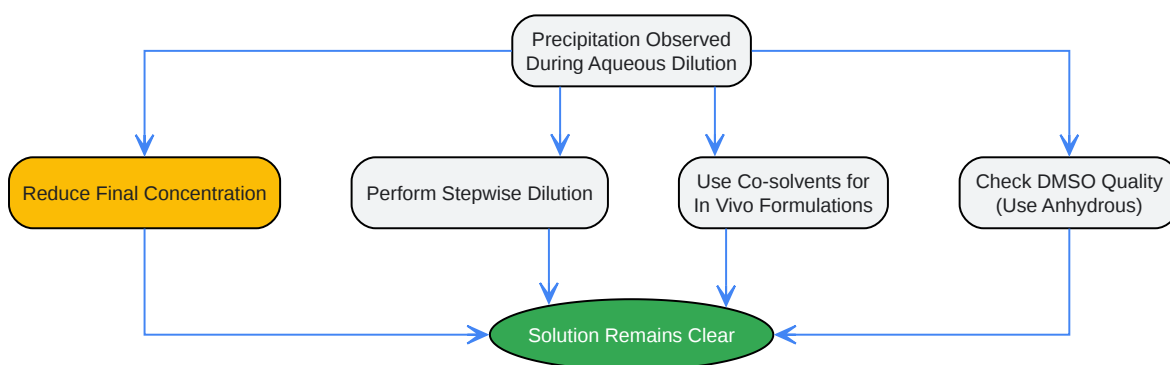 Precipitation Observed
During Aqueous Dilution
Reduce Final Concentration
Perform Stepwise Dilution
Use Co-solvents for
In Vivo Formulations
Check DMSO Quality
(Use Anhydrous)
Solution Remains Clear